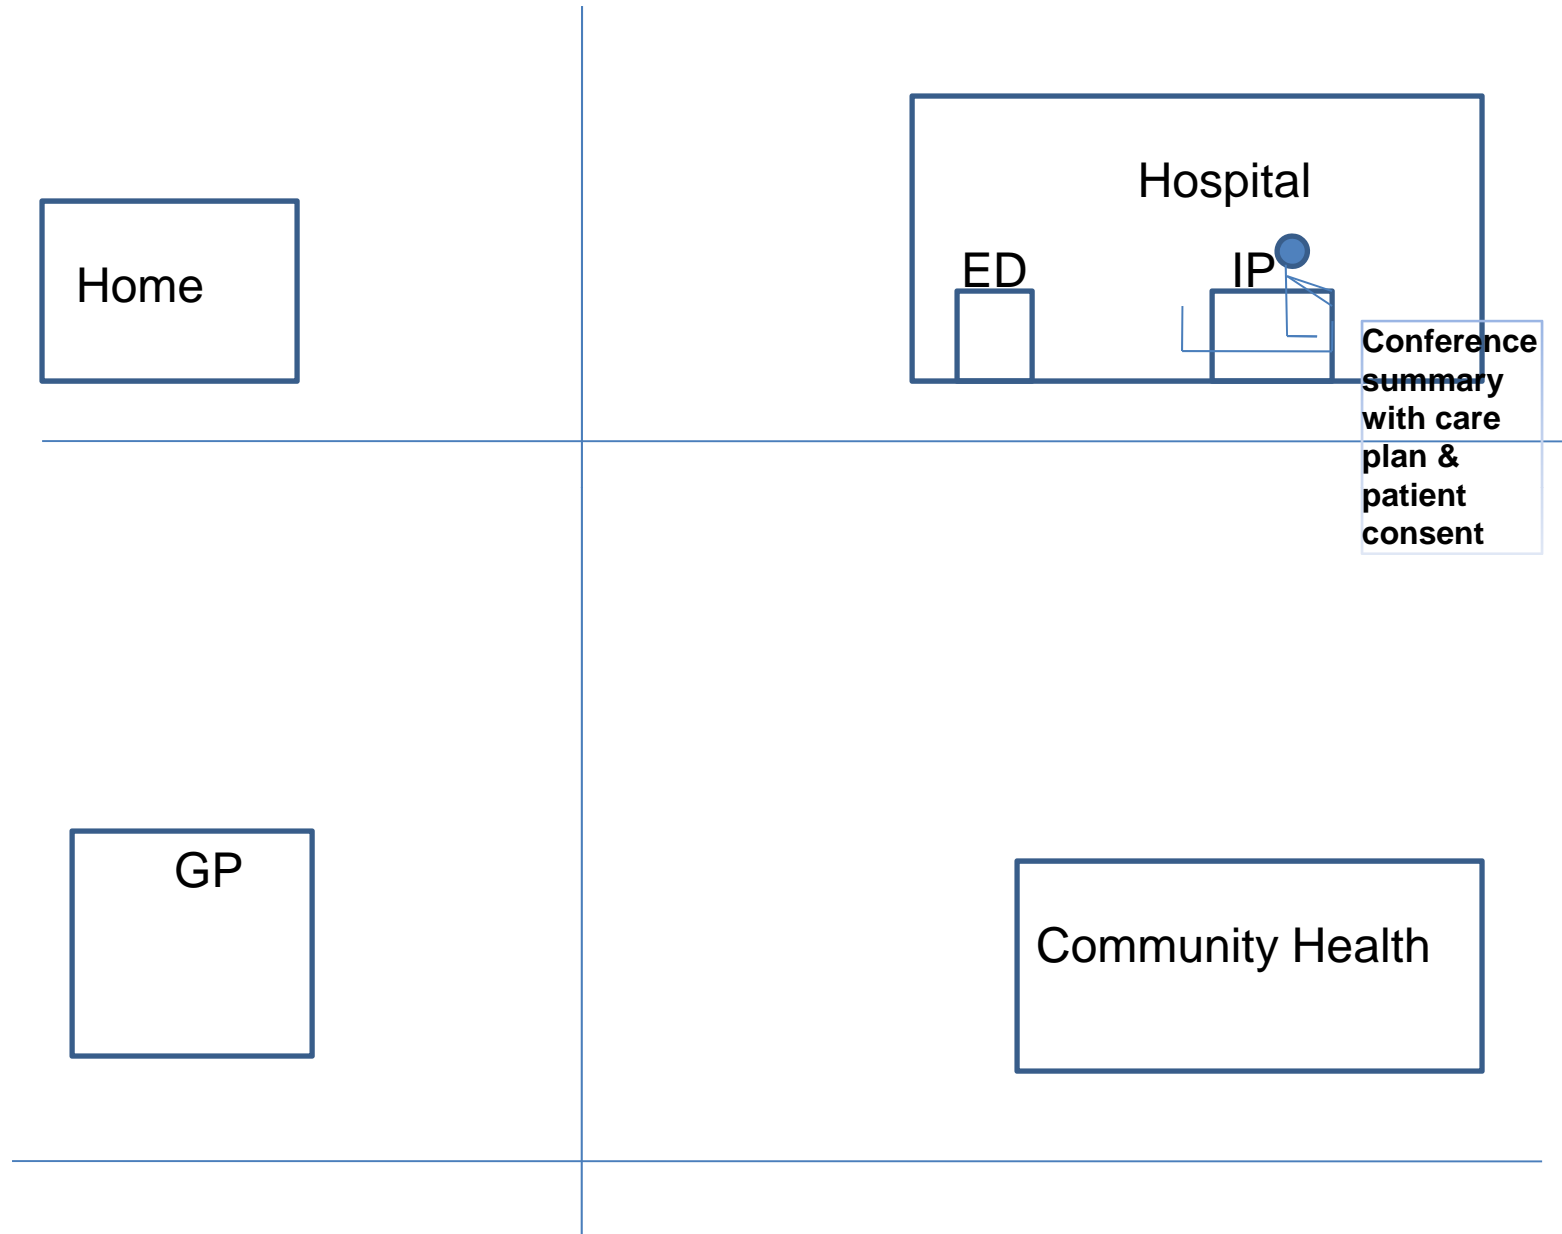 Hospital
Home
ED
IP
Conference
summary
with care
plan &
patient
consent
GP
Community Health